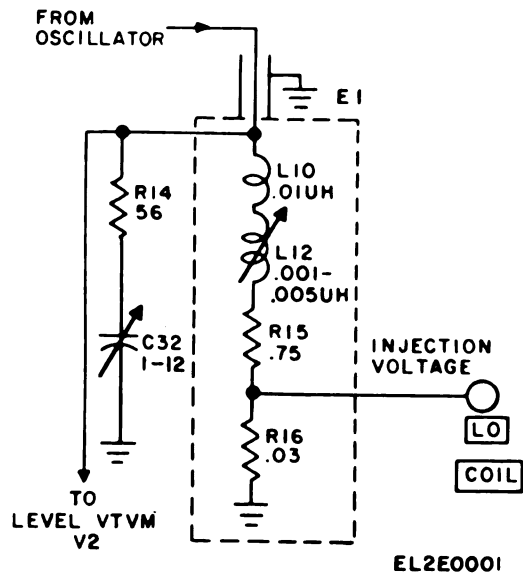 FROM
OSCILLATOR
E1
R14
56
L10
.01UH
L12
.001-
.005UH
C32
1-12
R15
.75
INJECTION
VOLTAGE
LO
COIL
R16
.03
TO
LEVEL VTVM
V2
EL2E0001